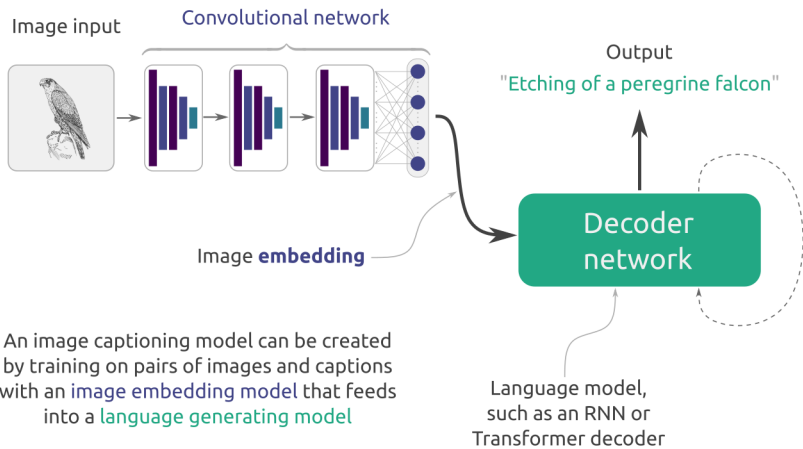 Image input
Convolutional network
Output
"Etching of a peregrine falcon"
Decoder
network
Image embedding
An image captioning model can be created
by training on pairs of images and captions
with an image embedding model that feeds
into a language generating model
Language model,
such as an RNN or
Transformer decoder